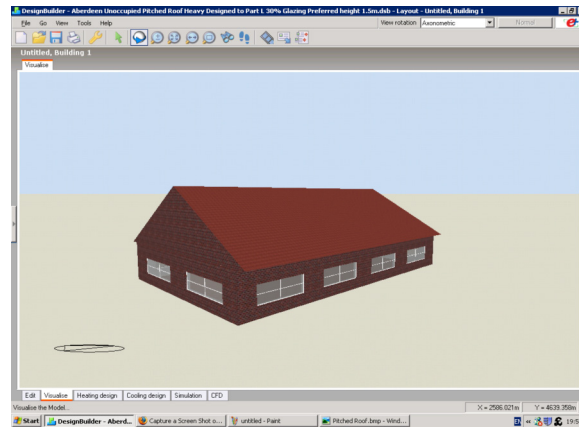 DesignBuilder - Aberdeen Unoccupied Pitched Roof Heavy Designed to Part L 30% Glazing Preferred height 1.5m.dsb - Layout - Untitled, Building 1
File Go View Tools Help View rotation Axonometric Normal
Untitled, Building 1
Visualise
Edit Visualise Heating design Cooling design Simulation CFD
Visualise the Model... X = 2586.021m Y = 4639.358m
Start DesignBuilder - Aberd... Capture a Screen Shot o... untitled - Paint Pitched Roof.bmp - Wind...